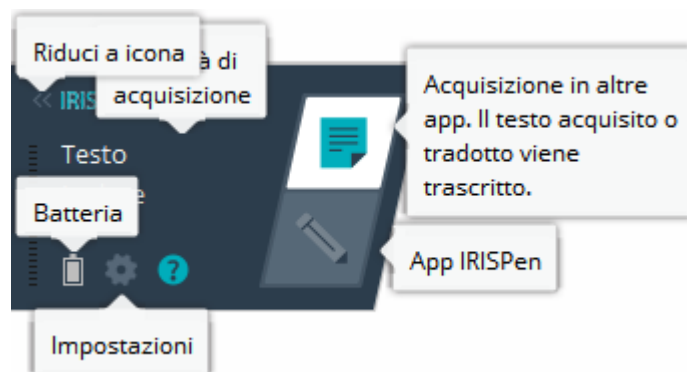 Riduci a icona
à di
acquisizione
IRIS
Testo
e
Batteria
?
Impostazioni
Acquisizione in altre
app. Il testo acquisito o
tradotto viene
trascritto.
App IRISPen